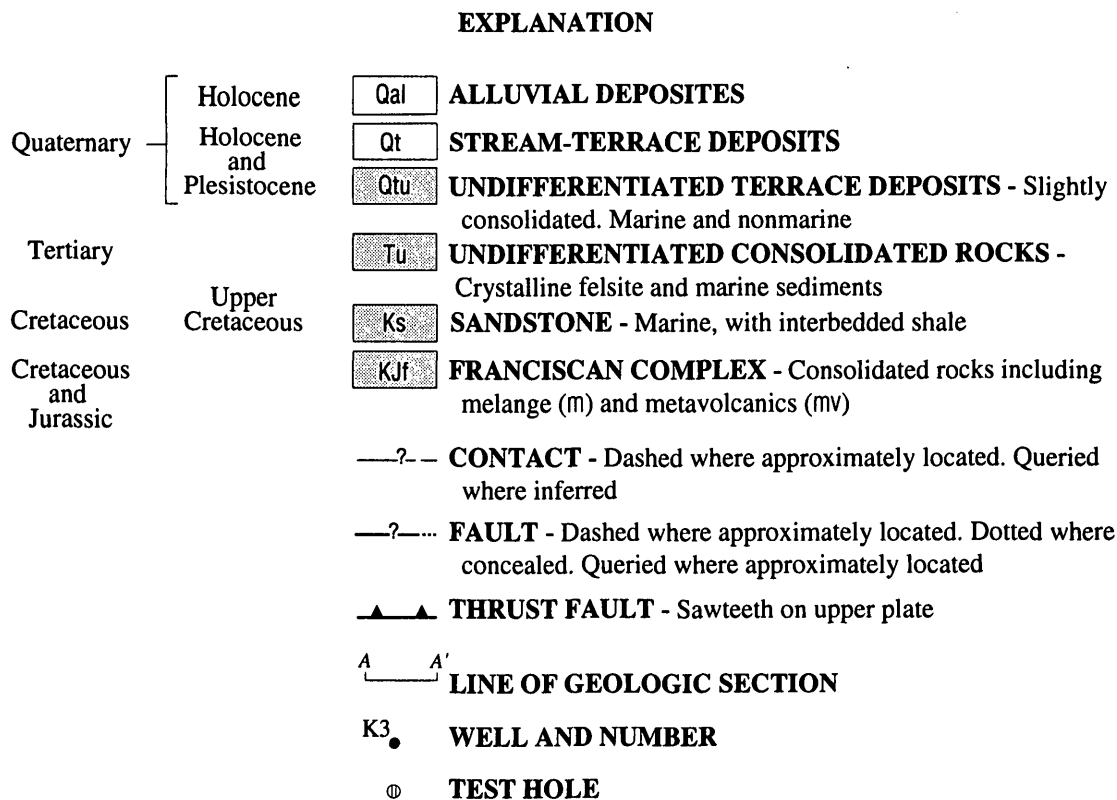 EXPLANATION
Holocene Qal ALLUVIAL DEPOSITES
Quaternary Holocene and Plesistocene Qt STREAM-TERRACE DEPOSITS
Qtu UNDIFFERENTIATED TERRACE DEPOSITS - Slightly
consolidated. Marine and nonmarine
Tertiary Tu UNDIFFERENTIATED CONSOLIDATED ROCKS -
Crystalline felsite and marine sediments
Cretaceous Upper Cretaceous Ks SANDSTONE - Marine, with interbedded shale
Cretaceous and Jurassic KJf FRANCISCAN COMPLEX - Consolidated rocks including
melange (m) and metavolcanics (mv)
—?– – CONTACT - Dashed where approximately located. Queried
where inferred
—?–··· FAULT - Dashed where approximately located. Dotted where
concealed. Queried where approximately located
THRUST FAULT - Sawteeth on upper plate
A A'
LINE OF GEOLOGIC SECTION
K3 WELL AND NUMBER
TEST HOLE